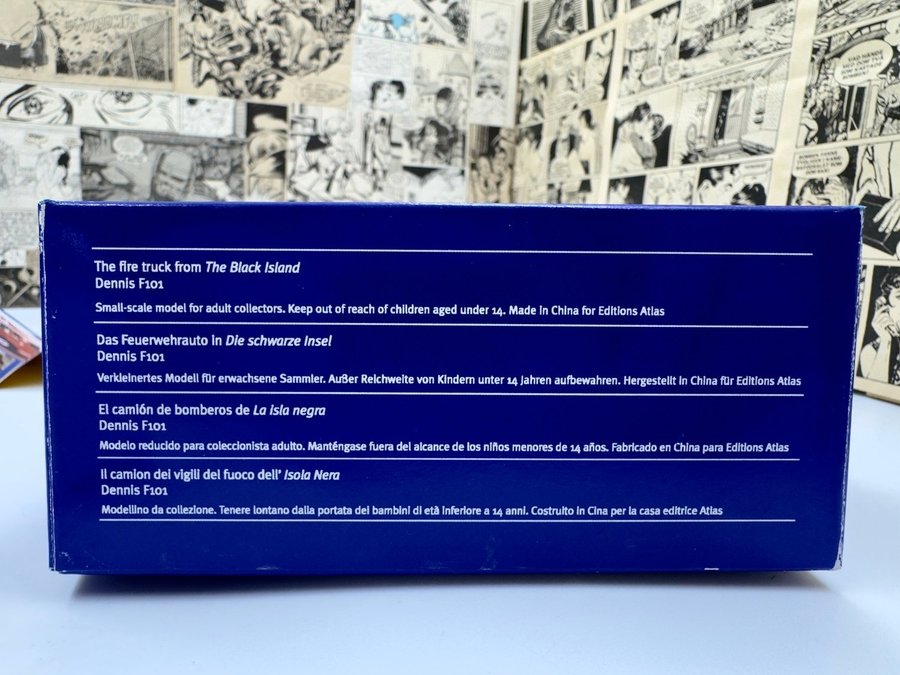 The fire truck from The Black Island
Dennis F101
Small-scale model for adult collectors. Keep out of reach of children aged under 14. Made in China for Editions Atlas
Das Feuerwehrauto in Die schwarze Insel
Dennis F101
Verkleinertes Modell für erwachsene Sammler. Außer Reichweite von Kindern unter 14 Jahren aufbewahren. Hergestellt in China für Editions Atlas
El camión de bomberos de La isla negra
Dennis F101
Modelo reducido para coleccionista adulto. Manténgase fuera del alcance de los niños menores de 14 años. Fabricado en China para Editions Atlas
Il camion dei vigili del fuoco dell' Isola Nera
Dennis F101
Modellino da collezione. Tenere lontano dalla portata dei bambini di età inferiore a 14 anni. Costruito in Cina per la casa editrice Atlas